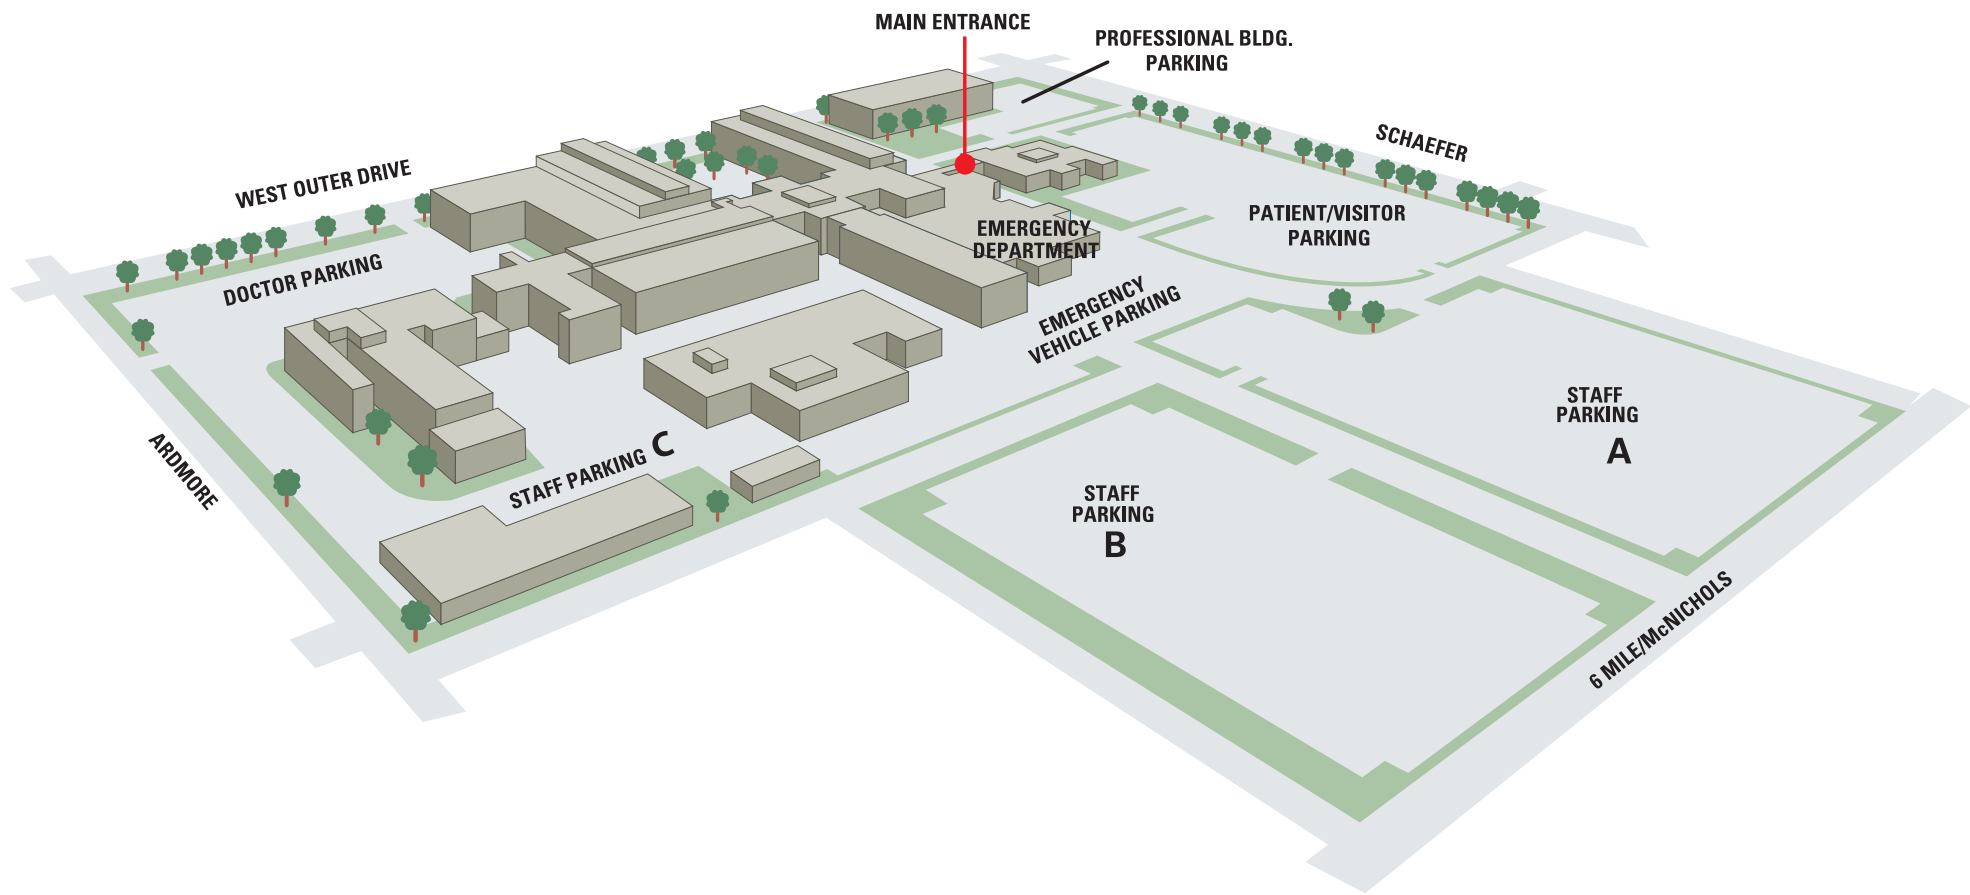 MAIN ENTRANCE
PROFESSIONAL BLDG.
PARKING
SCHAEFER
WEST OUTER DRIVE
PATIENT/VISITOR
PARKING
EMERGENCY
DEPARTMENT
DOCTOR PARKING
EMERGENCY
VEHICLE PARKING
STAFF
PARKING
A
ARDMORE
STAFF PARKING C
STAFF
PARKING
B
6 MILE/McNICHOLS